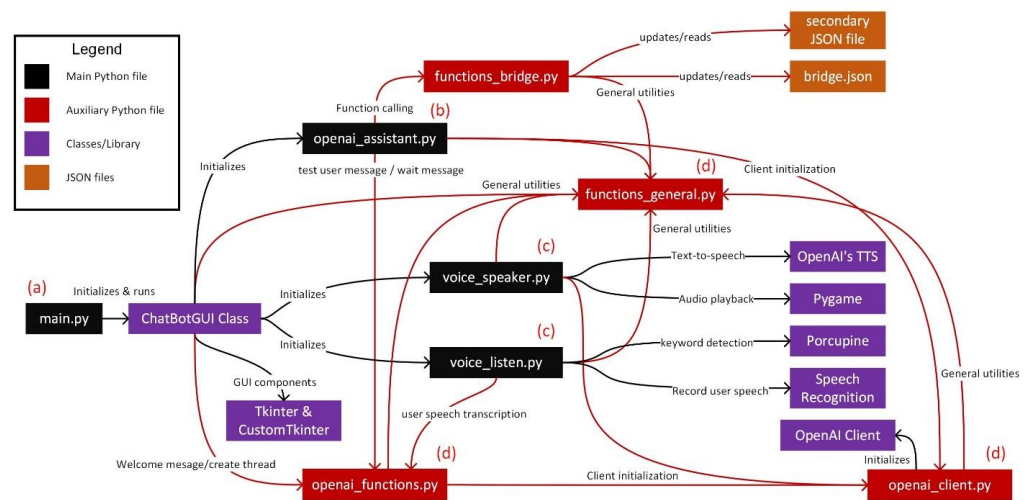 Legend
Main Python file
Auxiliary Python file
Classes/Library
JSON files
secondary
JSON file
updates/reads
functions_bridge.py
updates/reads
bridge.json
General utilities
Function calling
(b)
openai_assistant.py
Initializes
test user message / wait message
(d)
Client initialization
General utilities
functions_general.py
General utilities
(c)
Text-to-speech
OpenAI's TTS
voice_speaker.py
(a)
Initializes & runs
Initializes
Audio playback
Pygame
main.py
ChatBotGUI Class
(c)
Initializes
keyword detection
Porcupine
voice_listen.py
General utilities
GUI components
Record user speech
Speech
Recognition
Tkinter &
CustomTkinter
user speech transcription
OpenAI Client
Initializes
Welcome mesage/create thread
(d)
(d)
openai_functions.py
Client initialization
openai_client.py